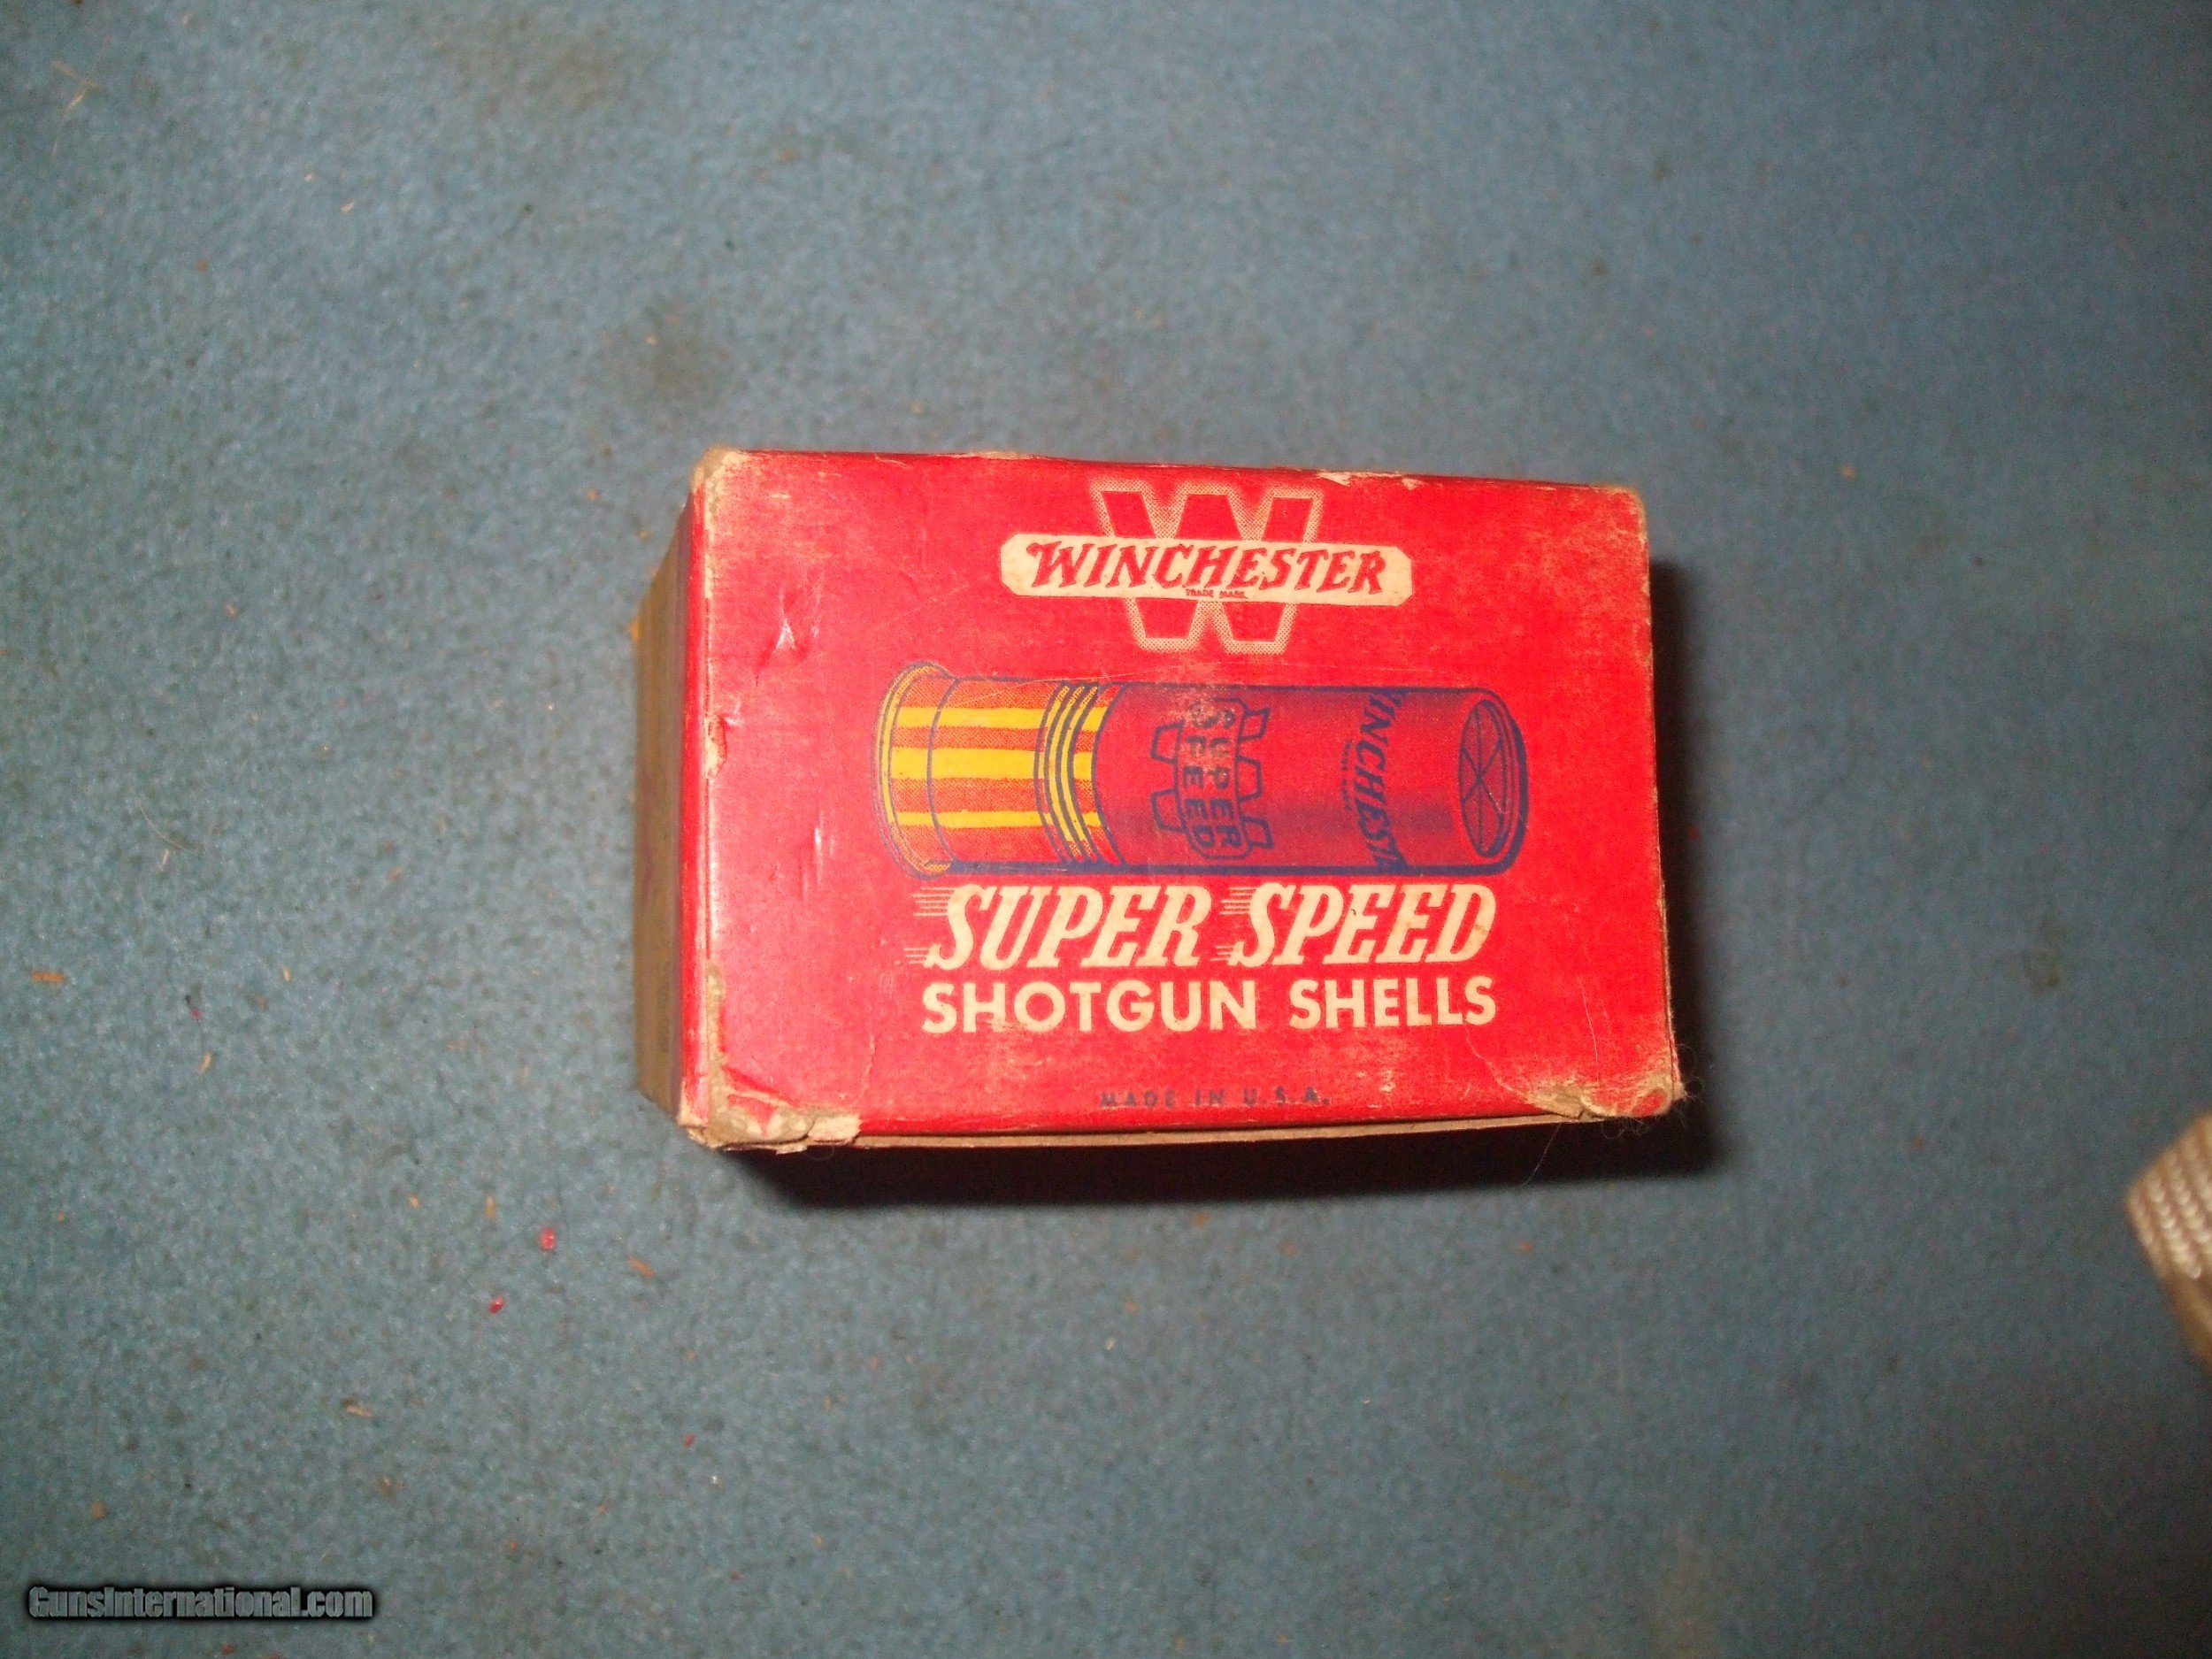 W
WINCHESTER
TRADE MARK
SUPER
SPEED
W
WINCHESTER
SUPER SPEED
SHOTGUN SHELLS
MADE IN U.S.A.
GunsInternational.com